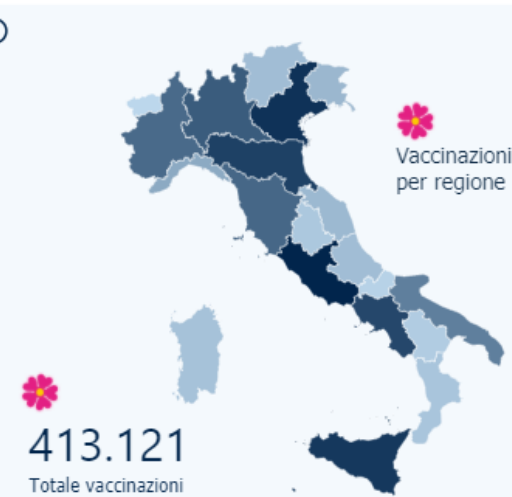 Vaccinazioni
per regione
413.121
Totale vaccinazioni